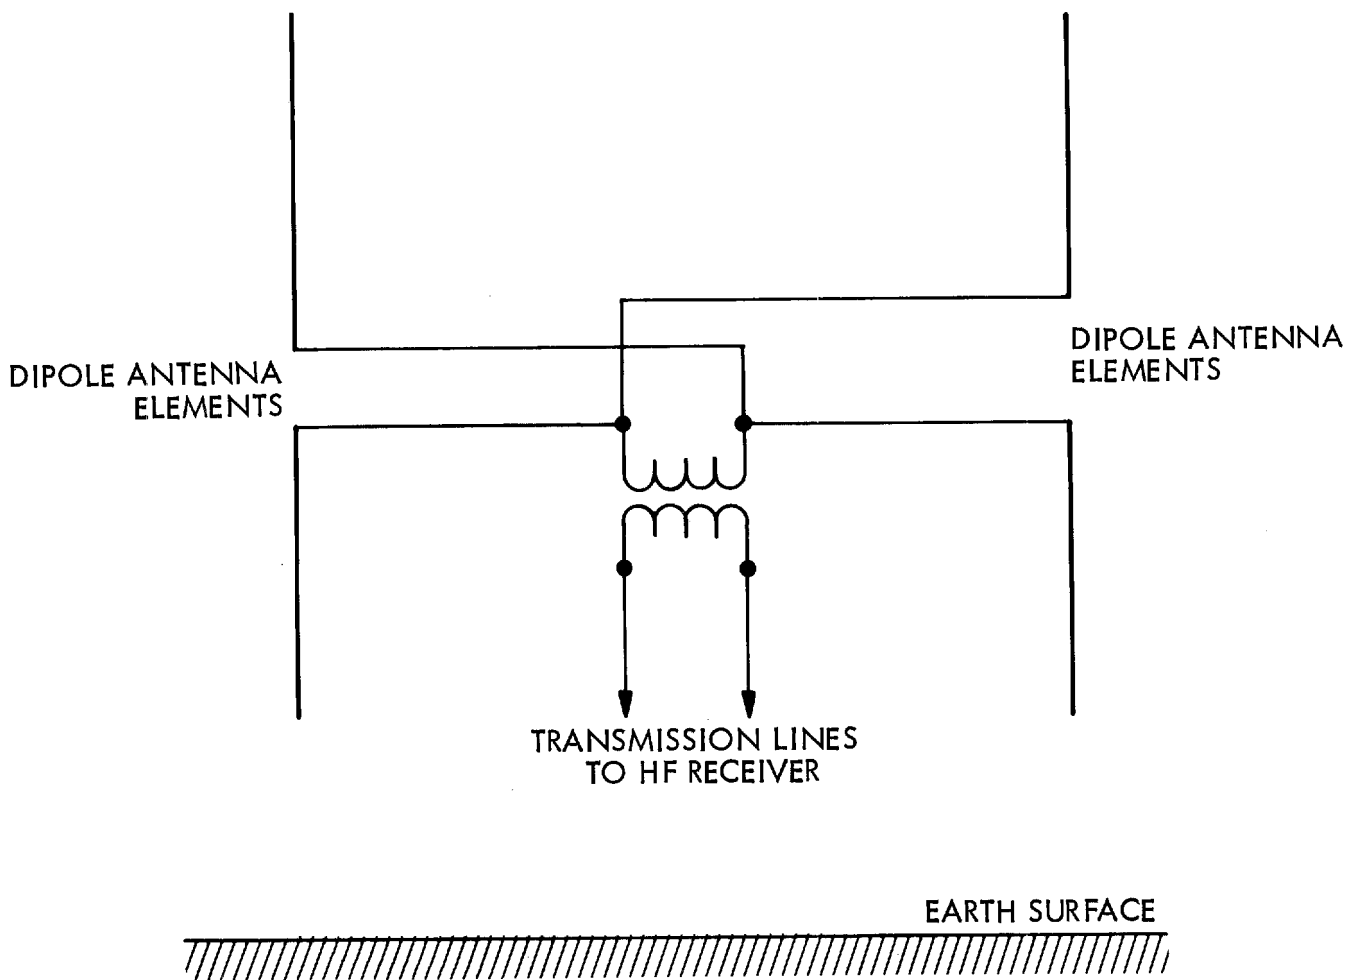 DIPOLE ANTENNA
ELEMENTS
DIPOLE ANTENNA
ELEMENTS
TRANSMISSION LINES
TO HF RECEIVER
EARTH SURFACE